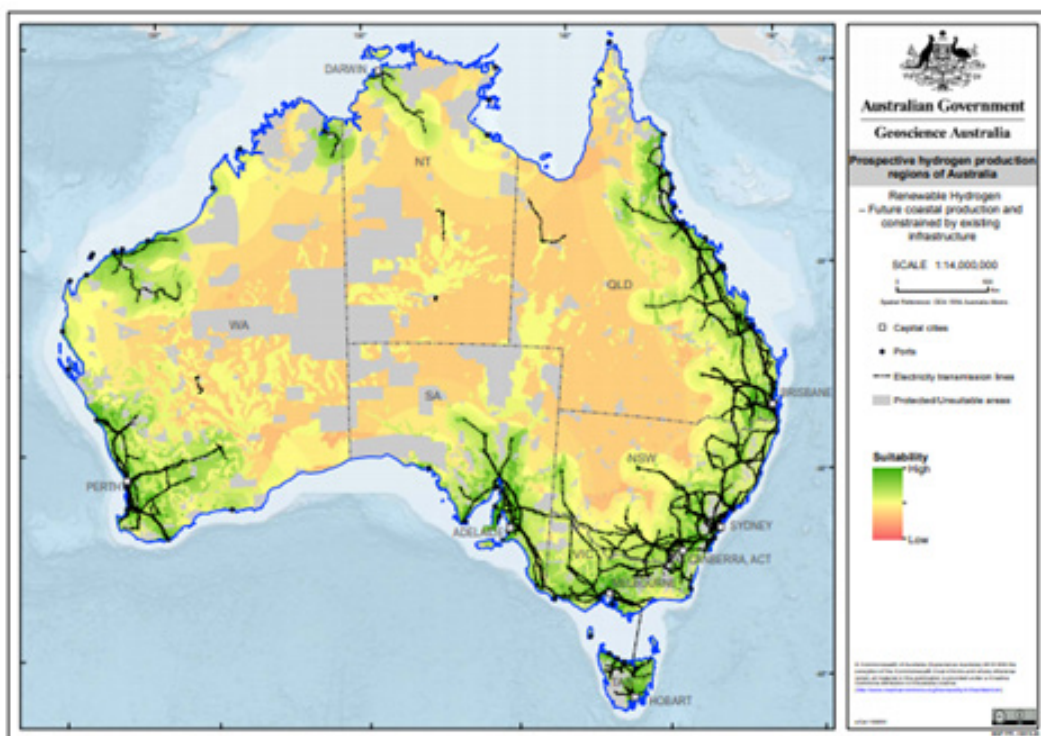 Australian Government
Geoscience Australia
Prospective hydrogen production
regions of Australia
Renewable Hydrogen
– Future coastal production and
constrained by existing
infrastructure
SCALE 1:14,000,000
Capital cities
Ports
Electricity transmission lines
Protected/Unsuitable areas
Suitability
High
Low
DARWIN
NT
QLD
WA
SA
BRISBANE
NSW
PERTH
ADELAIDE
SYDNEY
VIC
CANBERRA, ACT
MELBOURNE
HOBART